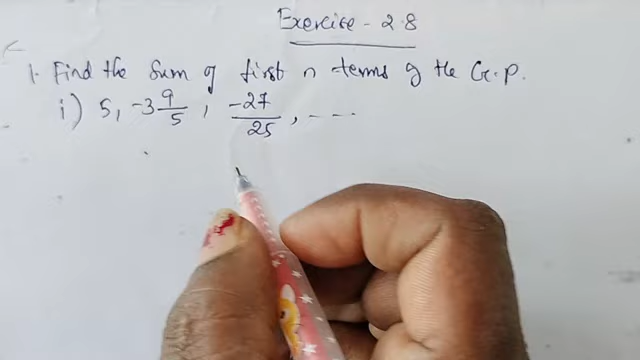 Exercise - 2.8
1. Find the sum of first n terms of the G.P.
i) 5, -3 9/5, -27/25, ----